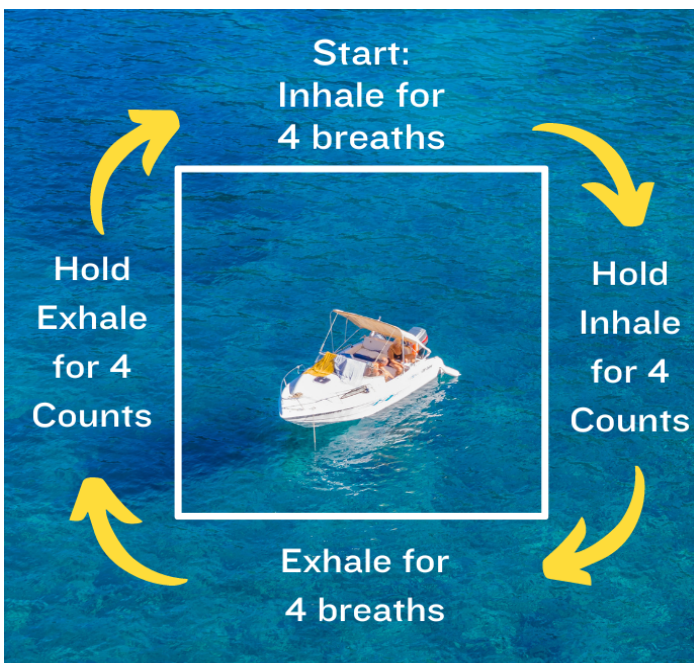 Start:
Inhale for
4 breaths
Hold
Inhale
for 4
Counts
Exhale for
4 breaths
Hold
Exhale
for 4
Counts